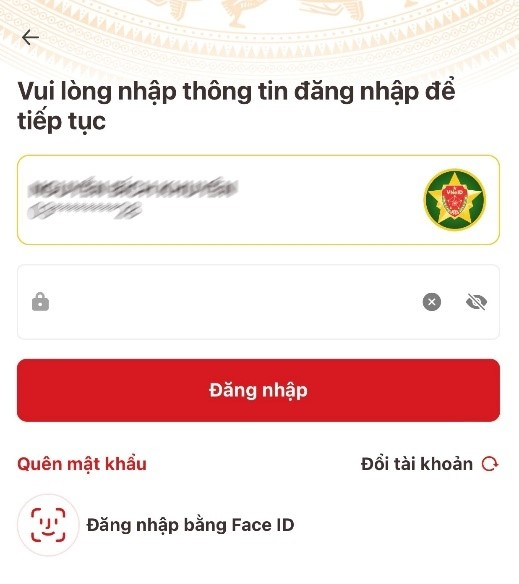 Vui lòng nhập thông tin đăng nhập để
tiếp tục
Đăng nhập
Quên mật khẩu
Đổi tài khoản
Đăng nhập bằng Face ID